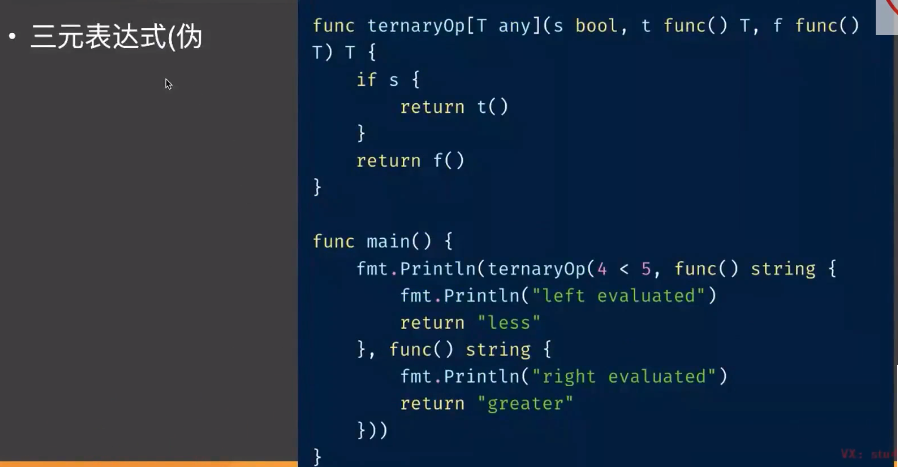 • 三元表达式(伪
func ternaryOp[T any](s bool, t func() T, f func()
T) T {
    if s {
        return t()
    }
    return f()
}

func main() {
    fmt.Println(ternaryOp(4 < 5, func() string {
        fmt.Println("left evaluated")
        return "less"
    }, func() string {
        fmt.Println("right evaluated")
        return "greater"
    }))
}
VX: